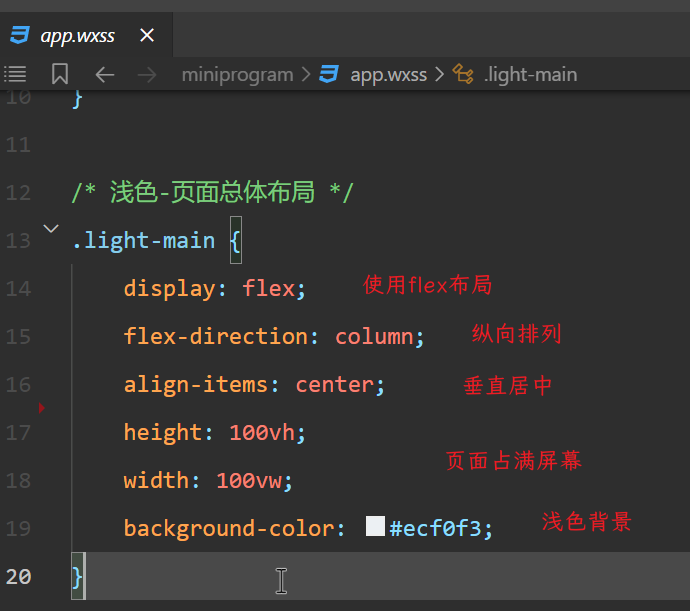 app.wxss
miniprogram > app.wxss > .light-main
10 }
11
12 /* 浅色-页面总体布局 */
13 .light-main {
14 display: flex; 使用flex布局
15 flex-direction: column; 纵向排列
16 align-items: center; 垂直居中
17 height: 100vh;
页面占满屏幕
18 width: 100vw;
19 background-color: #ecf0f3; 浅色背景
20 }